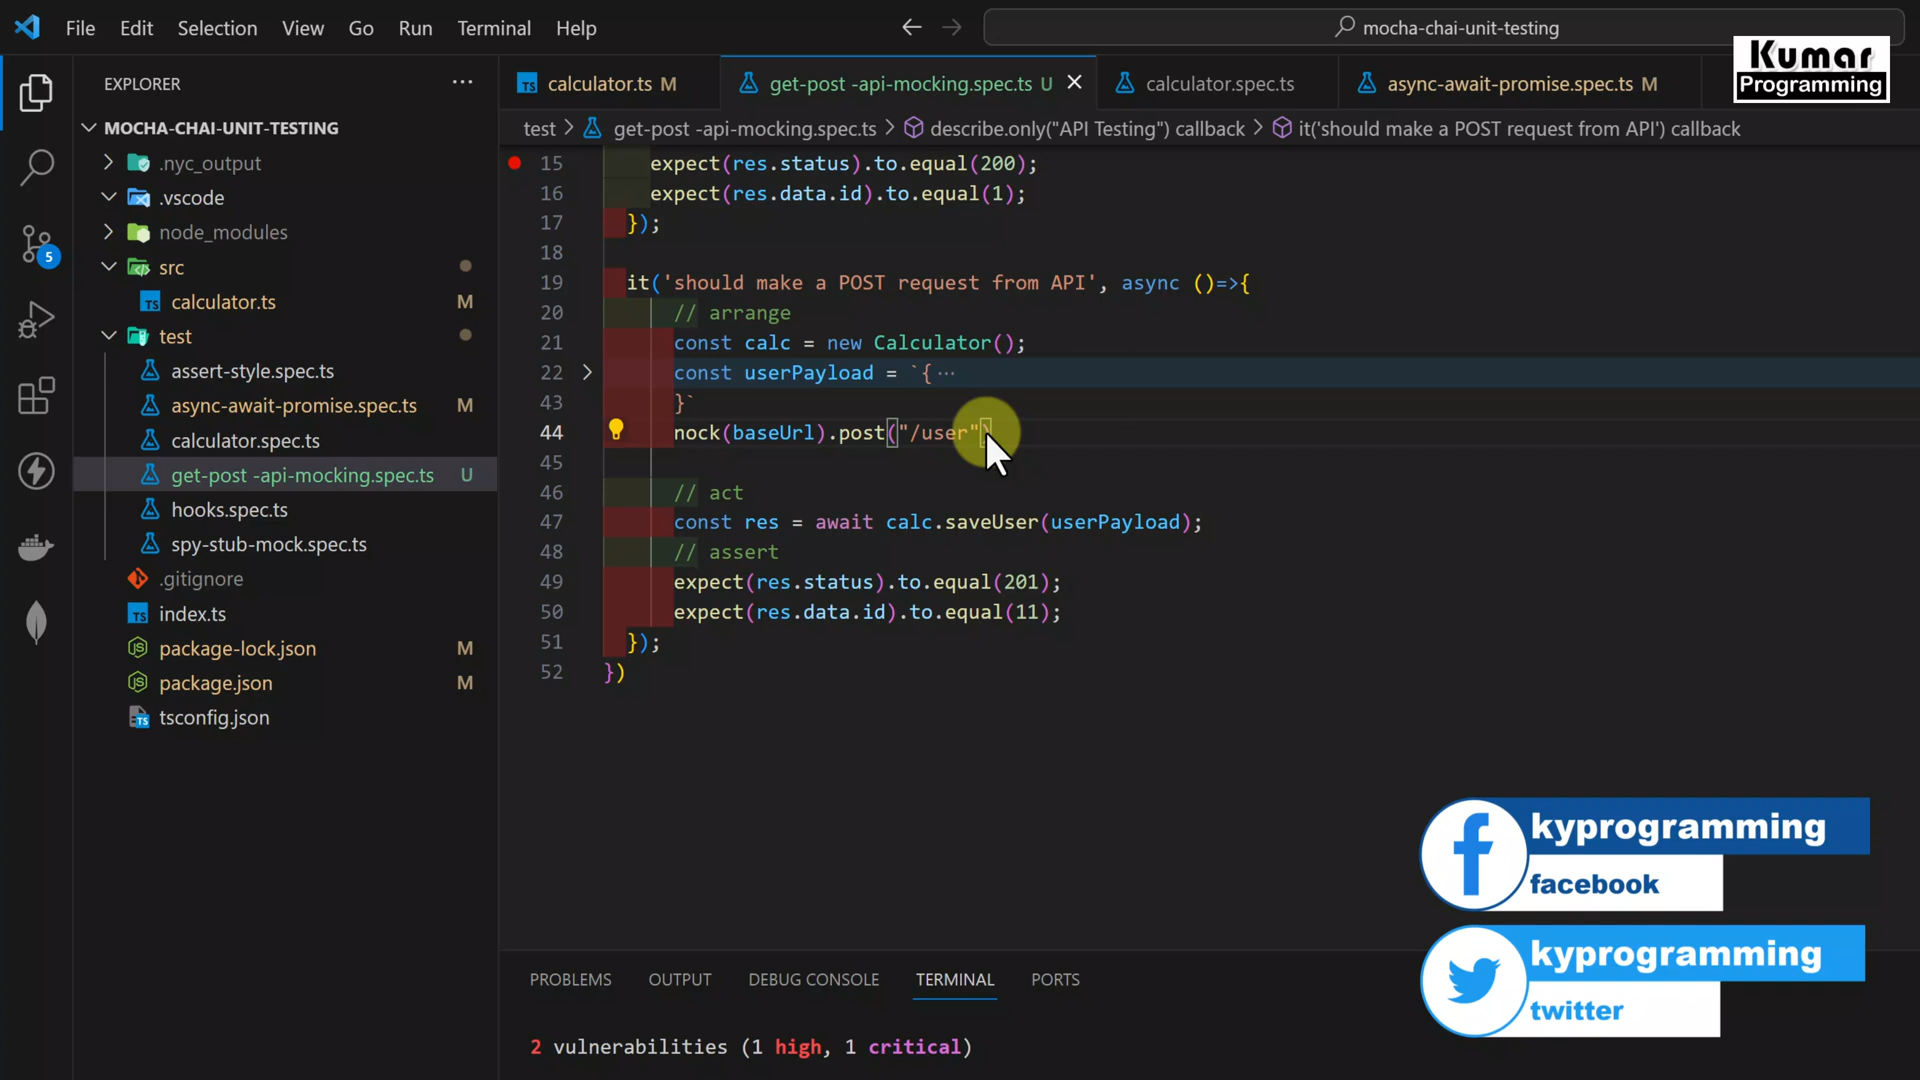 File Edit Selection View Go Run Terminal Help
mocha-chai-unit-testing
Kumar
Programming
EXPLORER
calculator.ts M
get-post -api-mocking.spec.ts U
calculator.spec.ts
async-await-promise.spec.ts M
test > get-post -api-mocking.spec.ts > describe.only("API Testing") callback > it('should make a POST request from API') callback
MOCHA-CHAI-UNIT-TESTING
.nyc_output
.vscode
node_modules
src
calculator.ts M
test
assert-style.spec.ts
async-await-promise.spec.ts M
calculator.spec.ts
get-post -api-mocking.spec.ts U
hooks.spec.ts
spy-stub-mock.spec.ts
.gitignore
index.ts
package-lock.json M
package.json M
tsconfig.json
5
15 expect(res.status).to.equal(200);
16 expect(res.data.id).to.equal(1);
17 });
18
19 it('should make a POST request from API', async ()=>{
20 // arrange
21 const calc = new Calculator();
22 const userPayload = `{ ···
43 }`
44 nock(baseUrl).post("/user")
45
46 // act
47 const res = await calc.saveUser(userPayload);
48 // assert
49 expect(res.status).to.equal(201);
50 expect(res.data.id).to.equal(11);
51 });
52 })
kyprogramming
facebook
kyprogramming
twitter
PROBLEMS OUTPUT DEBUG CONSOLE TERMINAL PORTS
2 vulnerabilities (1 high, 1 critical)